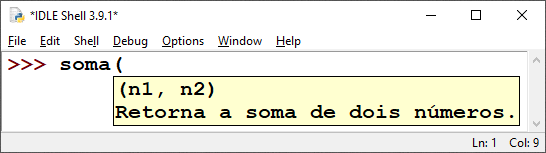 *IDLE Shell 3.9.1*
File Edit Shell Debug Options Window Help
>>> soma(
(n1, n2)
Retorna a soma de dois números.
Ln: 1 Col: 9